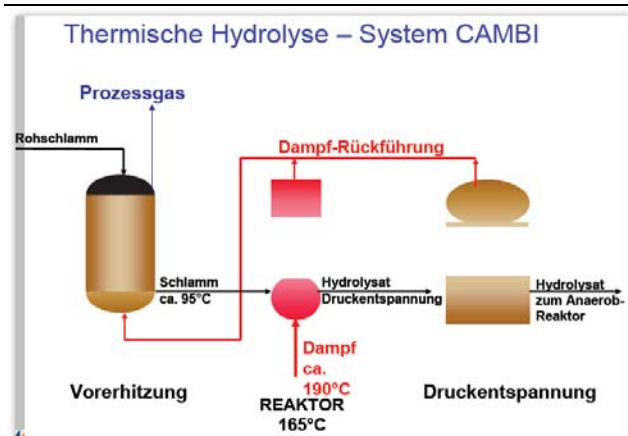 Thermische Hydrolyse – System CAMBI
Prozessgas
Rohschlamm
Dampf-Rückführung
Schlamm
ca. 95°C
Hydrolysat
Druckentspannung
Hydrolysat
zum Anaerob-
Reaktor
Dampf
ca.
190°C
Vorerhitzung
REAKTOR
165°C
Druckentspannung